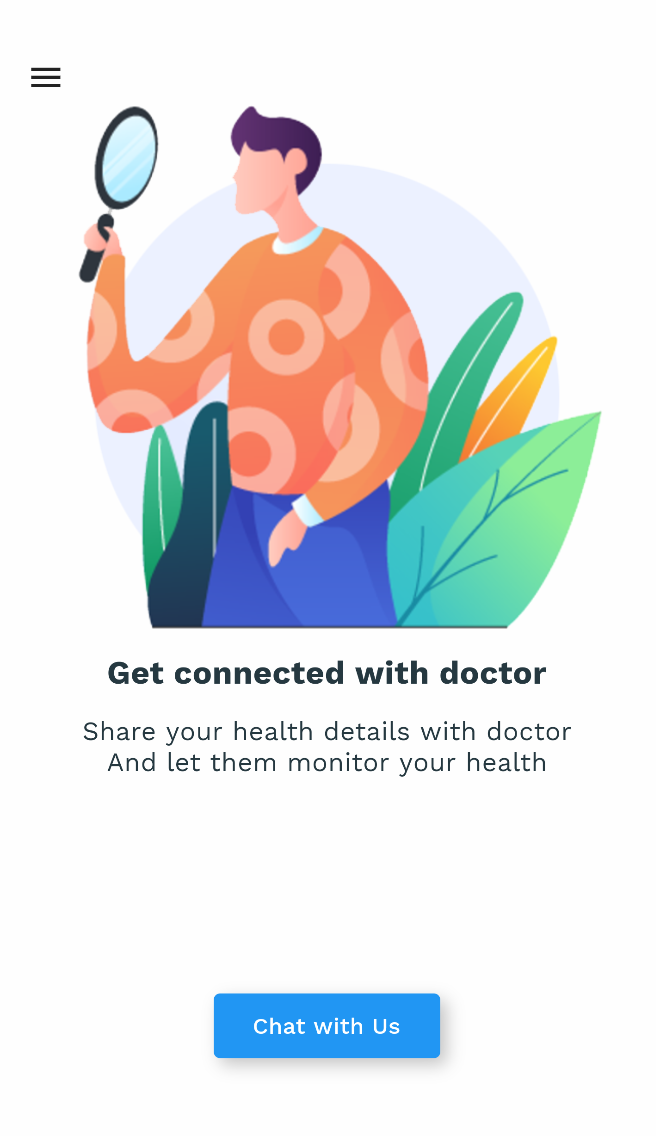 Get connected with doctor
Share your health details with doctor
And let them monitor your health
Chat with Us